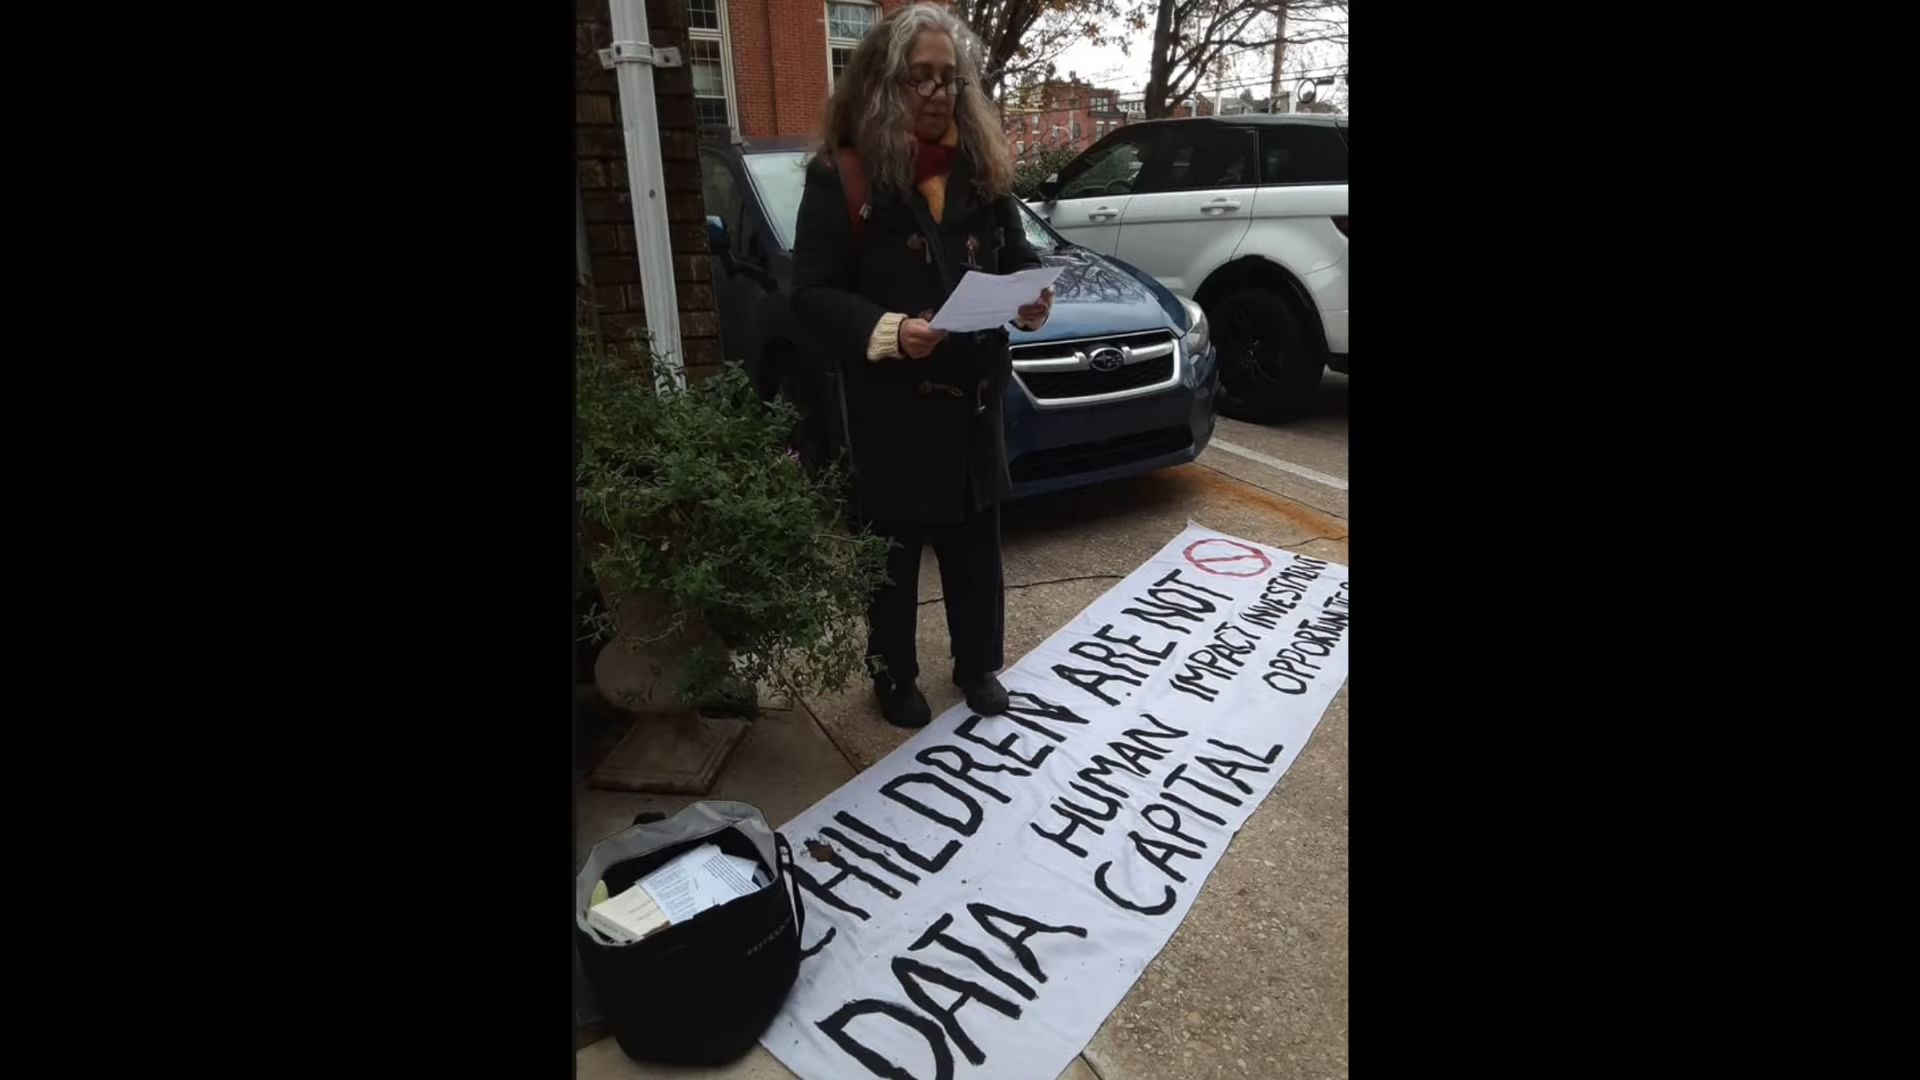 CHILDREN ARE NOT
DATA
HUMAN
CAPITAL
IMPACT INVESTMENT
OPPORTUNITIES